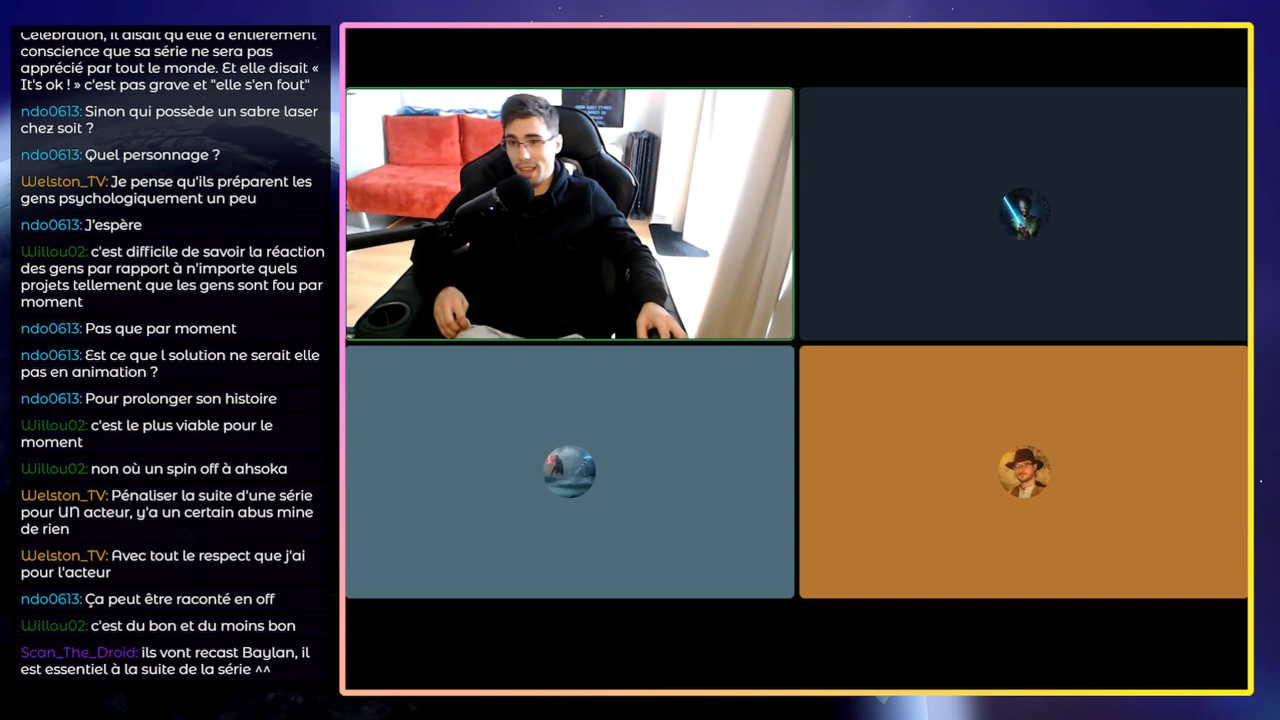 Célébration, il disait qu'elle a entièrement
conscience que sa série ne sera pas
apprécié par tout le monde. Et elle disait «
It's ok ! » c'est pas grave et "elle s'en fout"
ndo0613: Sinon qui possède un sabre laser
chez soit ?
ndo0613: Quel personnage ?
Welston_TV: Je pense qu'ils préparent les
gens psychologiquement un peu
ndo0613: J'espère
Willou02: c'est difficile de savoir la réaction
des gens par rapport à n'importe quels
projets tellement que les gens sont fou par
moment
ndo0613: Pas que par moment
ndo0613: Est ce que l solution ne serait elle
pas en animation ?
ndo0613: Pour prolonger son histoire
Willou02: c'est le plus viable pour le
moment
Willou02: non où un spin off à ahsoka
Welston_TV: Pénaliser la suite d'une série
pour UN acteur, y'a un certain abus mine
de rien
Welston_TV: Avec tout le respect que j'ai
pour l'acteur
ndo0613: Ça peut être raconté en off
Willou02: c'est du bon et du moins bon
Scan_The_Droid: ils vont recast Baylan, il
est essentiel à la suite de la série ^^